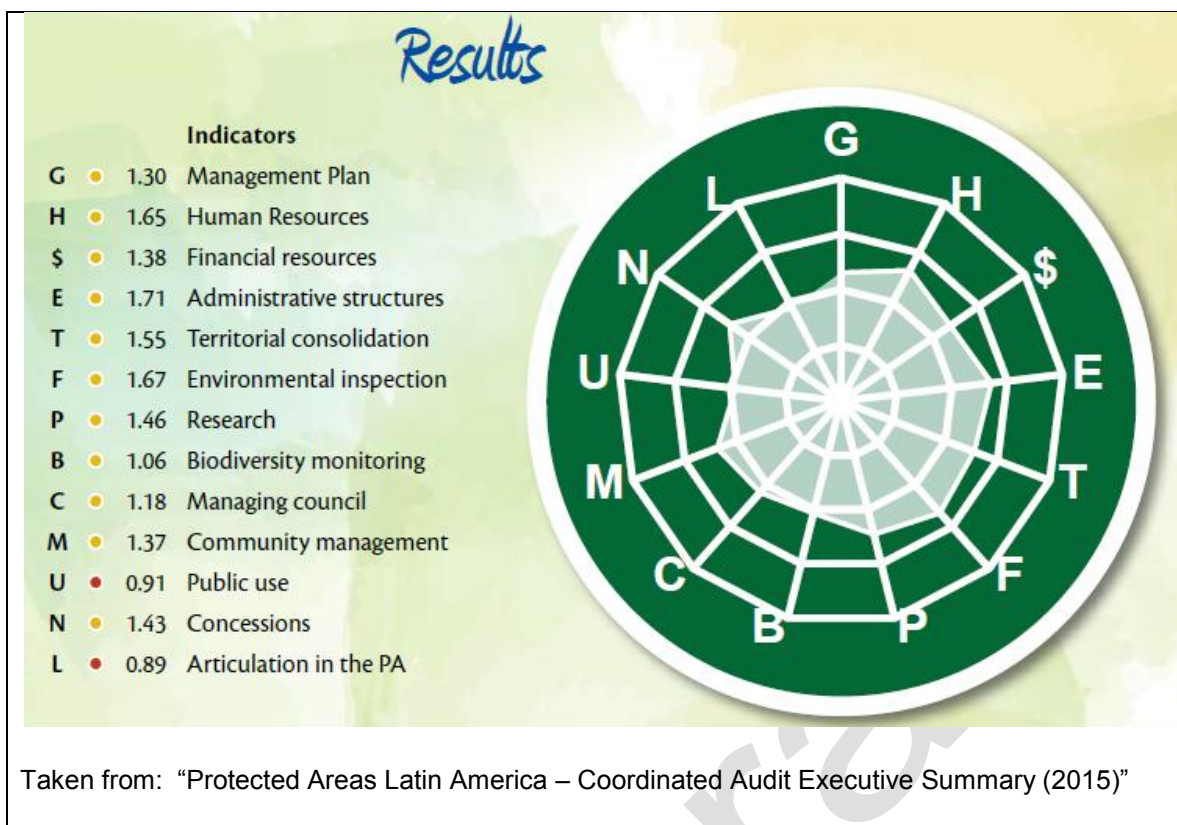 Results
Indicators
G 1.30 Management Plan
H 1.65 Human Resources
$ 1.38 Financial resources
E 1.71 Administrative structures
T 1.55 Territorial consolidation
F 1.67 Environmental inspection
P 1.46 Research
B 1.06 Biodiversity monitoring
C 1.18 Managing council
M 1.37 Community management
U 0.91 Public use
N 1.43 Concessions
L 0.89 Articulation in the PA
G
H
$
E
T
F
P
B
C
M
U
N
L
Taken from: “Protected Areas Latin America – Coordinated Audit Executive Summary (2015)”